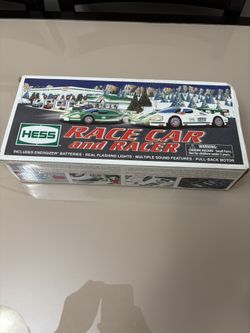 HESS
RACE CAR
and RACER
WARNING:
INCLUDES ENERGIZER® BATTERIES • REAL FLASHING LIGHTS • MULTIPLE SOUND FEATURES • PULL-BACK MOTOR